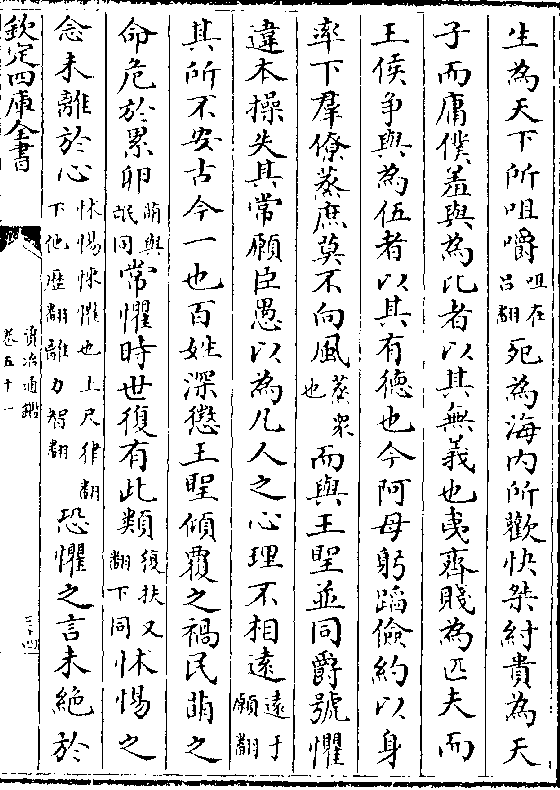 生為天下所咀嚼咀在呂翻死為海内所歡快桀紂貴為天
子而庸僕羞與為比者以其無義也夷齊賤為匹夫而
王侯争與為伍者以其有徳也今阿母躬蹈儉約以身
率下羣僚蒸庶莫不向風蒸衆也而與王聖並同爵號懼
違本操失其常願臣愚以為凡人之心理不相逺逺于願翻
其所不安古今一也百姓深懲王聖傾覆之禍民萌之
命危於累卵萌與氓同常懼時世復有此類復扶又翻下同怵惕之
念未離於心怵惕悚懼也上尺律翻下他歴翻離力智翻恐懼之言未絶於
欽定四庫全書
資治通鑑
卷五十一